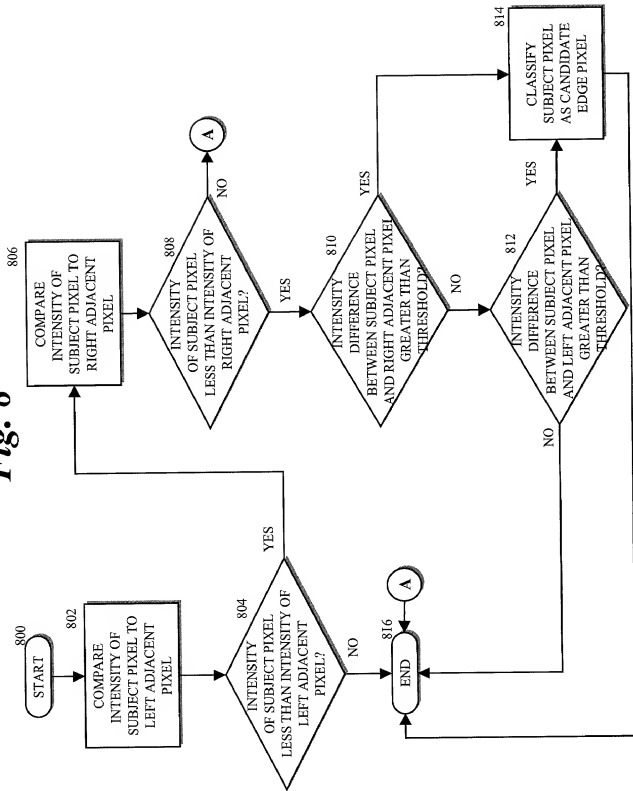 Fig. 8
800
START
802
COMPARE
INTENSITY OF
SUBJECT PIXEL TO
LEFT ADJACENT
PIXEL
804
INTENSITY
OF SUBJECT PIXEL
LESS THAN INTENSITY OF
LEFT ADJACENT
PIXEL?
YES
NO
816
END
A
806
COMPARE
INTENSITY OF
SUBJECT PIXEL TO
RIGHT ADJACENT
PIXEL
808
INTENSITY
OF SUBJECT PIXEL
LESS THAN INTENSITY OF
RIGHT ADJACENT
PIXEL?
NO
A
YES
810
INTENSITY
DIFFERENCE
BETWEEN SUBJECT PIXEL
AND RIGHT ADJACENT PIXEL
GREATER THAN
THRESHOLD?
YES
NO
812
INTENSITY
DIFFERENCE
BETWEEN SUBJECT PIXEL
AND LEFT ADJACENT PIXEL
GREATER THAN
THRESHOLD?
NO
YES
814
CLASSIFY
SUBJECT PIXEL
AS CANDIDATE
EDGE PIXEL